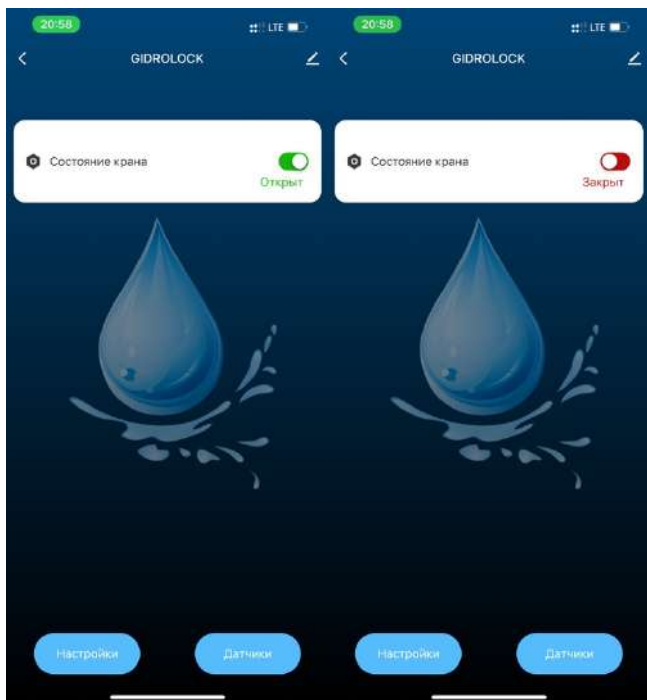 20:58 LTE
GIDROLOCK
Состояние крана
Открыт
Настройки Датчики
20:58 LTE
GIDROLOCK
Состояние крана
Закрыт
Настройки Датчики